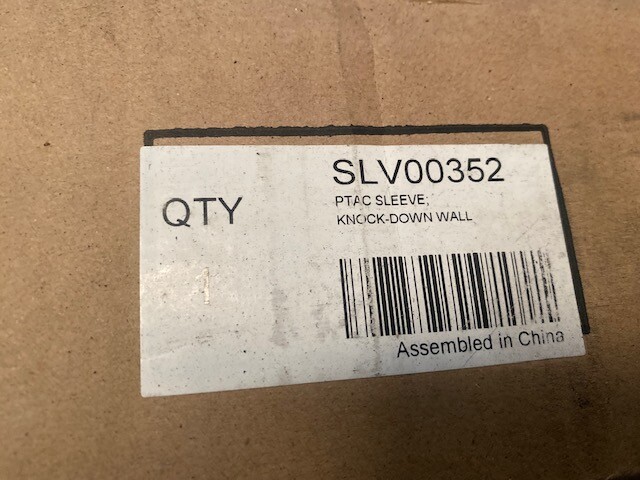 SLV00352
PTAC SLEEVE;
KNOCK-DOWN WALL
QTY
1
Assembled in China